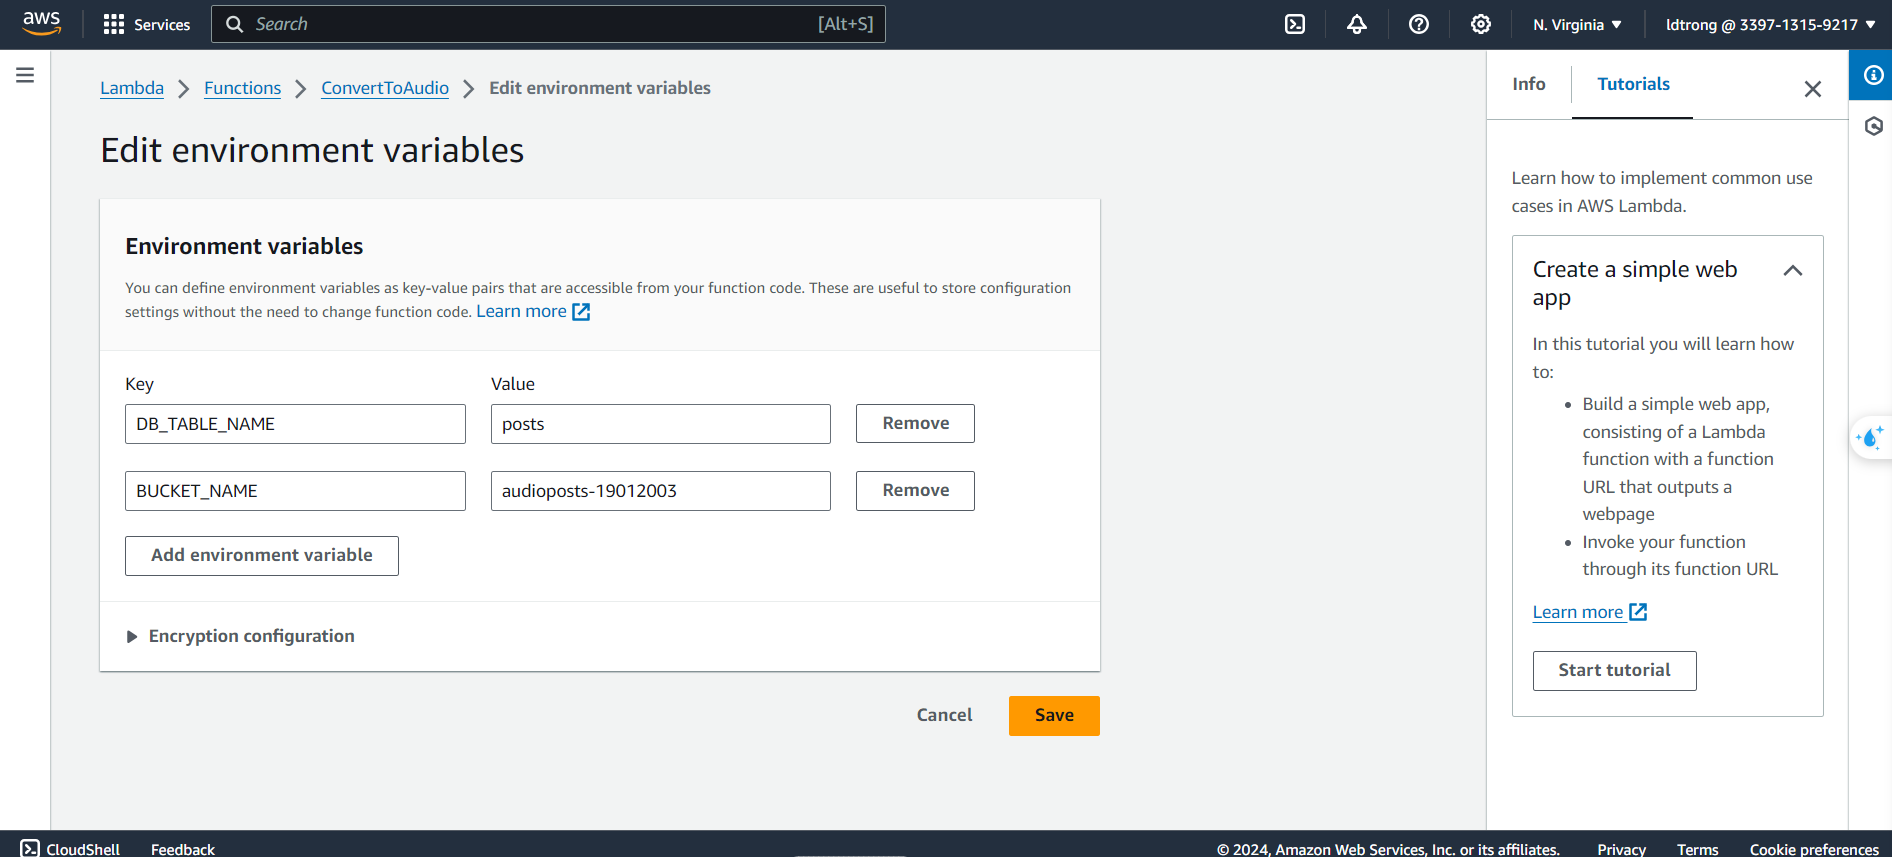 aws
Services
Search
[Alt+S]
N. Virginia
ldtrong @ 3397-1315-9217
Lambda
Functions
ConvertToAudio
Edit environment variables
Edit environment variables
Environment variables
You can define environment variables as key-value pairs that are accessible from your function code. These are useful to store configuration
settings without the need to change function code. Learn more
Key
Value
DB_TABLE_NAME
posts
Remove
BUCKET_NAME
audioposts-19012003
Remove
Add environment variable
Encryption configuration
Cancel
Save
Info
Tutorials
Learn how to implement common use
cases in AWS Lambda.
Create a simple web
app
In this tutorial you will learn how
to:
• Build a simple web app,
consisting of a Lambda
function with a function
URL that outputs a
webpage
• Invoke your function
through its function URL
Learn more
Start tutorial
CloudShell
Feedback
© 2024, Amazon Web Services, Inc. or its affiliates.
Privacy
Terms
Cookie preferences